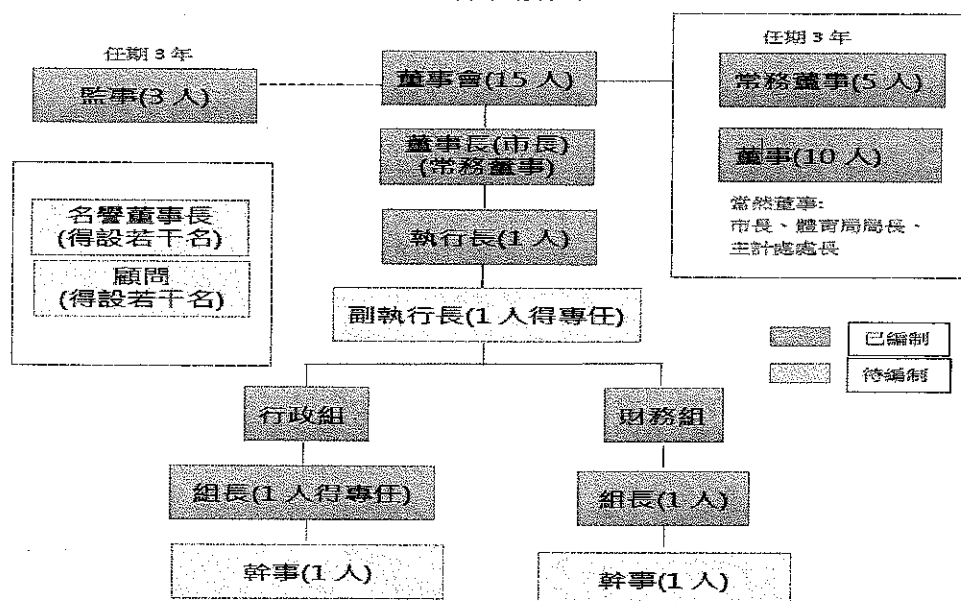 任期 3 年
監事(3 人)
董事會(15 人)
任期 3 年
常務董事(5 人)
董事(10 人)
當然董事:
市長、體育局局長、
主計處處長
董事長(市長)
(常務董事)
名譽董事長
(得設若干名)
顧問
(得設若干名)
執行長(1 人)
副執行長(1 人得專任)
已編制
待編制
行政組
財務組
組長(1 人得專任)
組長(1 人)
幹事(1 人)
幹事(1 人)